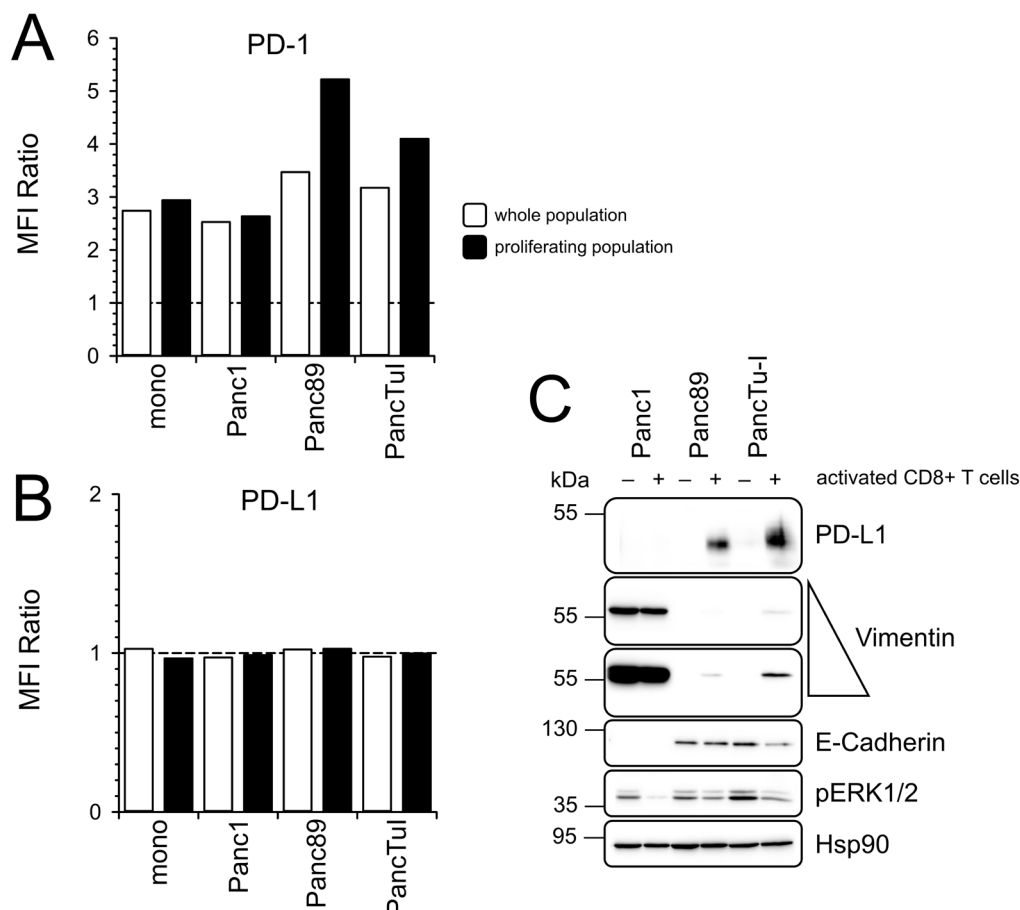 A
PD-1
MFI Ratio
6
5
4
3
2
1
0
mono
Panc1
Panc89
PancTuI
whole population
proliferating population
B
PD-L1
MFI Ratio
2
1
0
mono
Panc1
Panc89
PancTuI
C
Panc1
Panc89
PancTu-I
kDa
– + – + – +
activated CD8+ T cells
55
PD-L1
55
Vimentin
55
130
E-Cadherin
35
pERK1/2
95
Hsp90